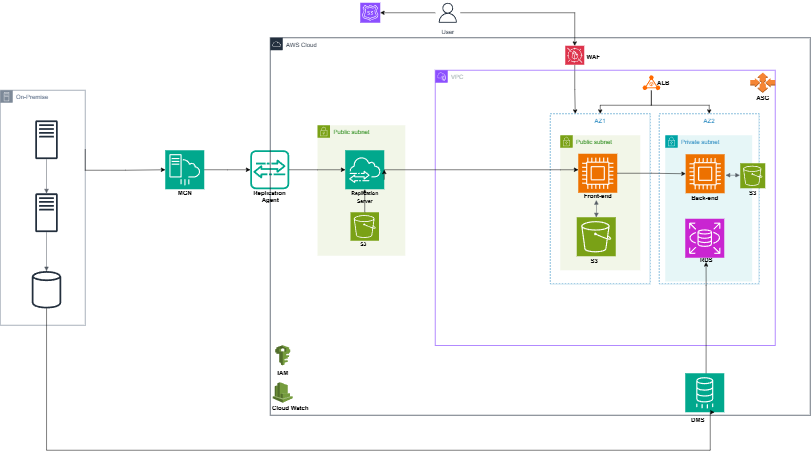 User
AWS Cloud
WAF
VPC
ALB
ASG
On-Premise
AZ1
AZ2
Public subnet
Public subnet
Private subnet
MGN
Replication
Agent
Replication
Server
Front-end
Back-end
S3
S3
S3
RDS
IAM
Cloud Watch
DMS